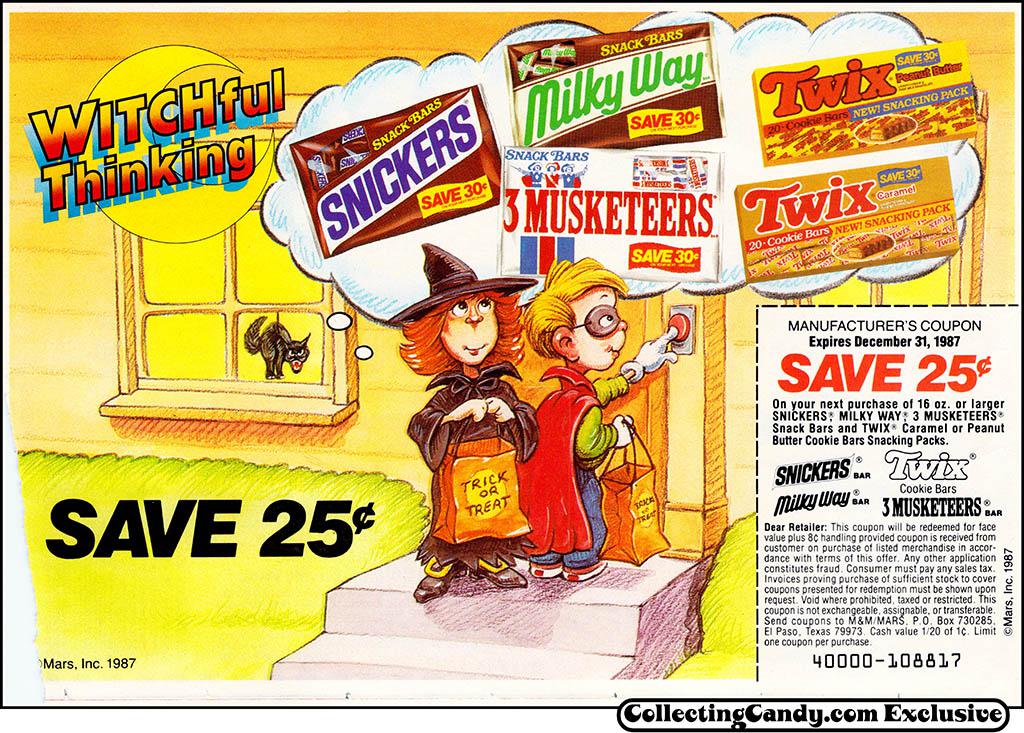 WITCHful
Thinking
SNACK BARS
SNICKERS
SAVE 30¢
SNACK BARS
Milky Way
SAVE 30¢
SNACK BARS
3 MUSKETEERS
SAVE 30¢
Twix
SAVE 30¢
Peanut Butter
20-Cookie Bars NEW! SNACKING PACK
Twix
SAVE 30¢
Caramel
20-Cookie Bars NEW! SNACKING PACK
TRICK
OR
TREAT
TRICK
OR
TREAT
SAVE 25¢
©Mars, Inc. 1987
MANUFACTURER'S COUPON
Expires December 31, 1987
SAVE 25¢
On your next purchase of 16 oz. or larger
SNICKERS® MILKY WAY® 3 MUSKETEERS®
Snack Bars and TWIX® Caramel or Peanut
Butter Cookie Bars Snacking Packs.
SNICKERS® BAR
Twix®
Cookie Bars
Milky Way® BAR
3 MUSKETEERS® BAR
Dear Retailer: This coupon will be redeemed for face
value plus 8¢ handling provided coupon is received from
customer on purchase of listed merchandise in accor-
dance with terms of this offer. Any other application
constitutes fraud. Consumer must pay any sales tax.
Invoices proving purchase of sufficient stock to cover
coupons presented for redemption must be shown upon
request. Void where prohibited, taxed or restricted. This
coupon is not exchangeable, assignable, or transferable.
Send coupons to M&M/MARS, P.O. Box 730285,
El Paso, Texas 79973. Cash value 1/20 of 1¢. Limit
one coupon per purchase.
©Mars, Inc. 1987
40000-108817
CollectingCandy.com Exclusive